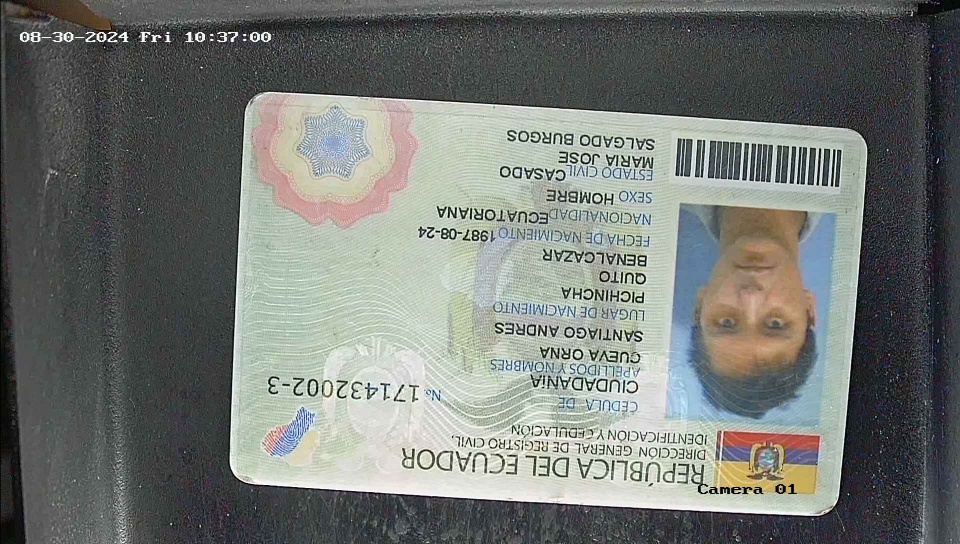 08-30-2024 Fri 10:37:00
REPÚBLICA DEL ECUADOR
DIRECCIÓN GENERAL DE REGISTRO CIVIL,
IDENTIFICACIÓN Y CEDULACIÓN
CÉDULA DE
CIUDADANÍA
No. 171432002-3
APELLIDOS Y NOMBRES
CUEVA ORNA
SANTIAGO ANDRES
LUGAR DE NACIMIENTO
PICHINCHA
QUITO
BENALCAZAR
FECHA DE NACIMIENTO 1987-08-24
NACIONALIDAD ECUATORIANA
SEXO HOMBRE
ESTADO CIVIL CASADO
MARIA JOSE
SALGADO BURGOS
Camera 01